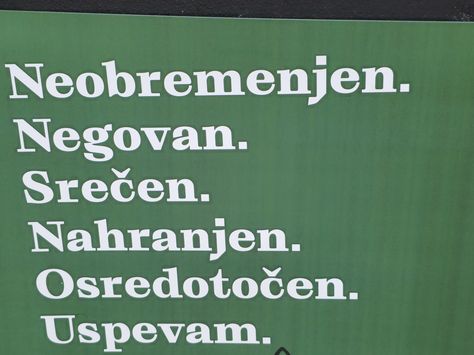 Neobremenjen.
Negovan.
Srečen.
Nahranjen.
Osredotočen.
Uspevam.